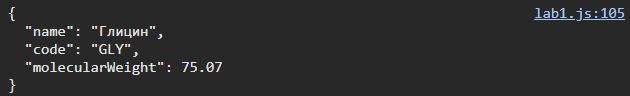 { lab1.js:105
  "name": "Глицин",
  "code": "GLY",
  "molecularWeight": 75.07
}